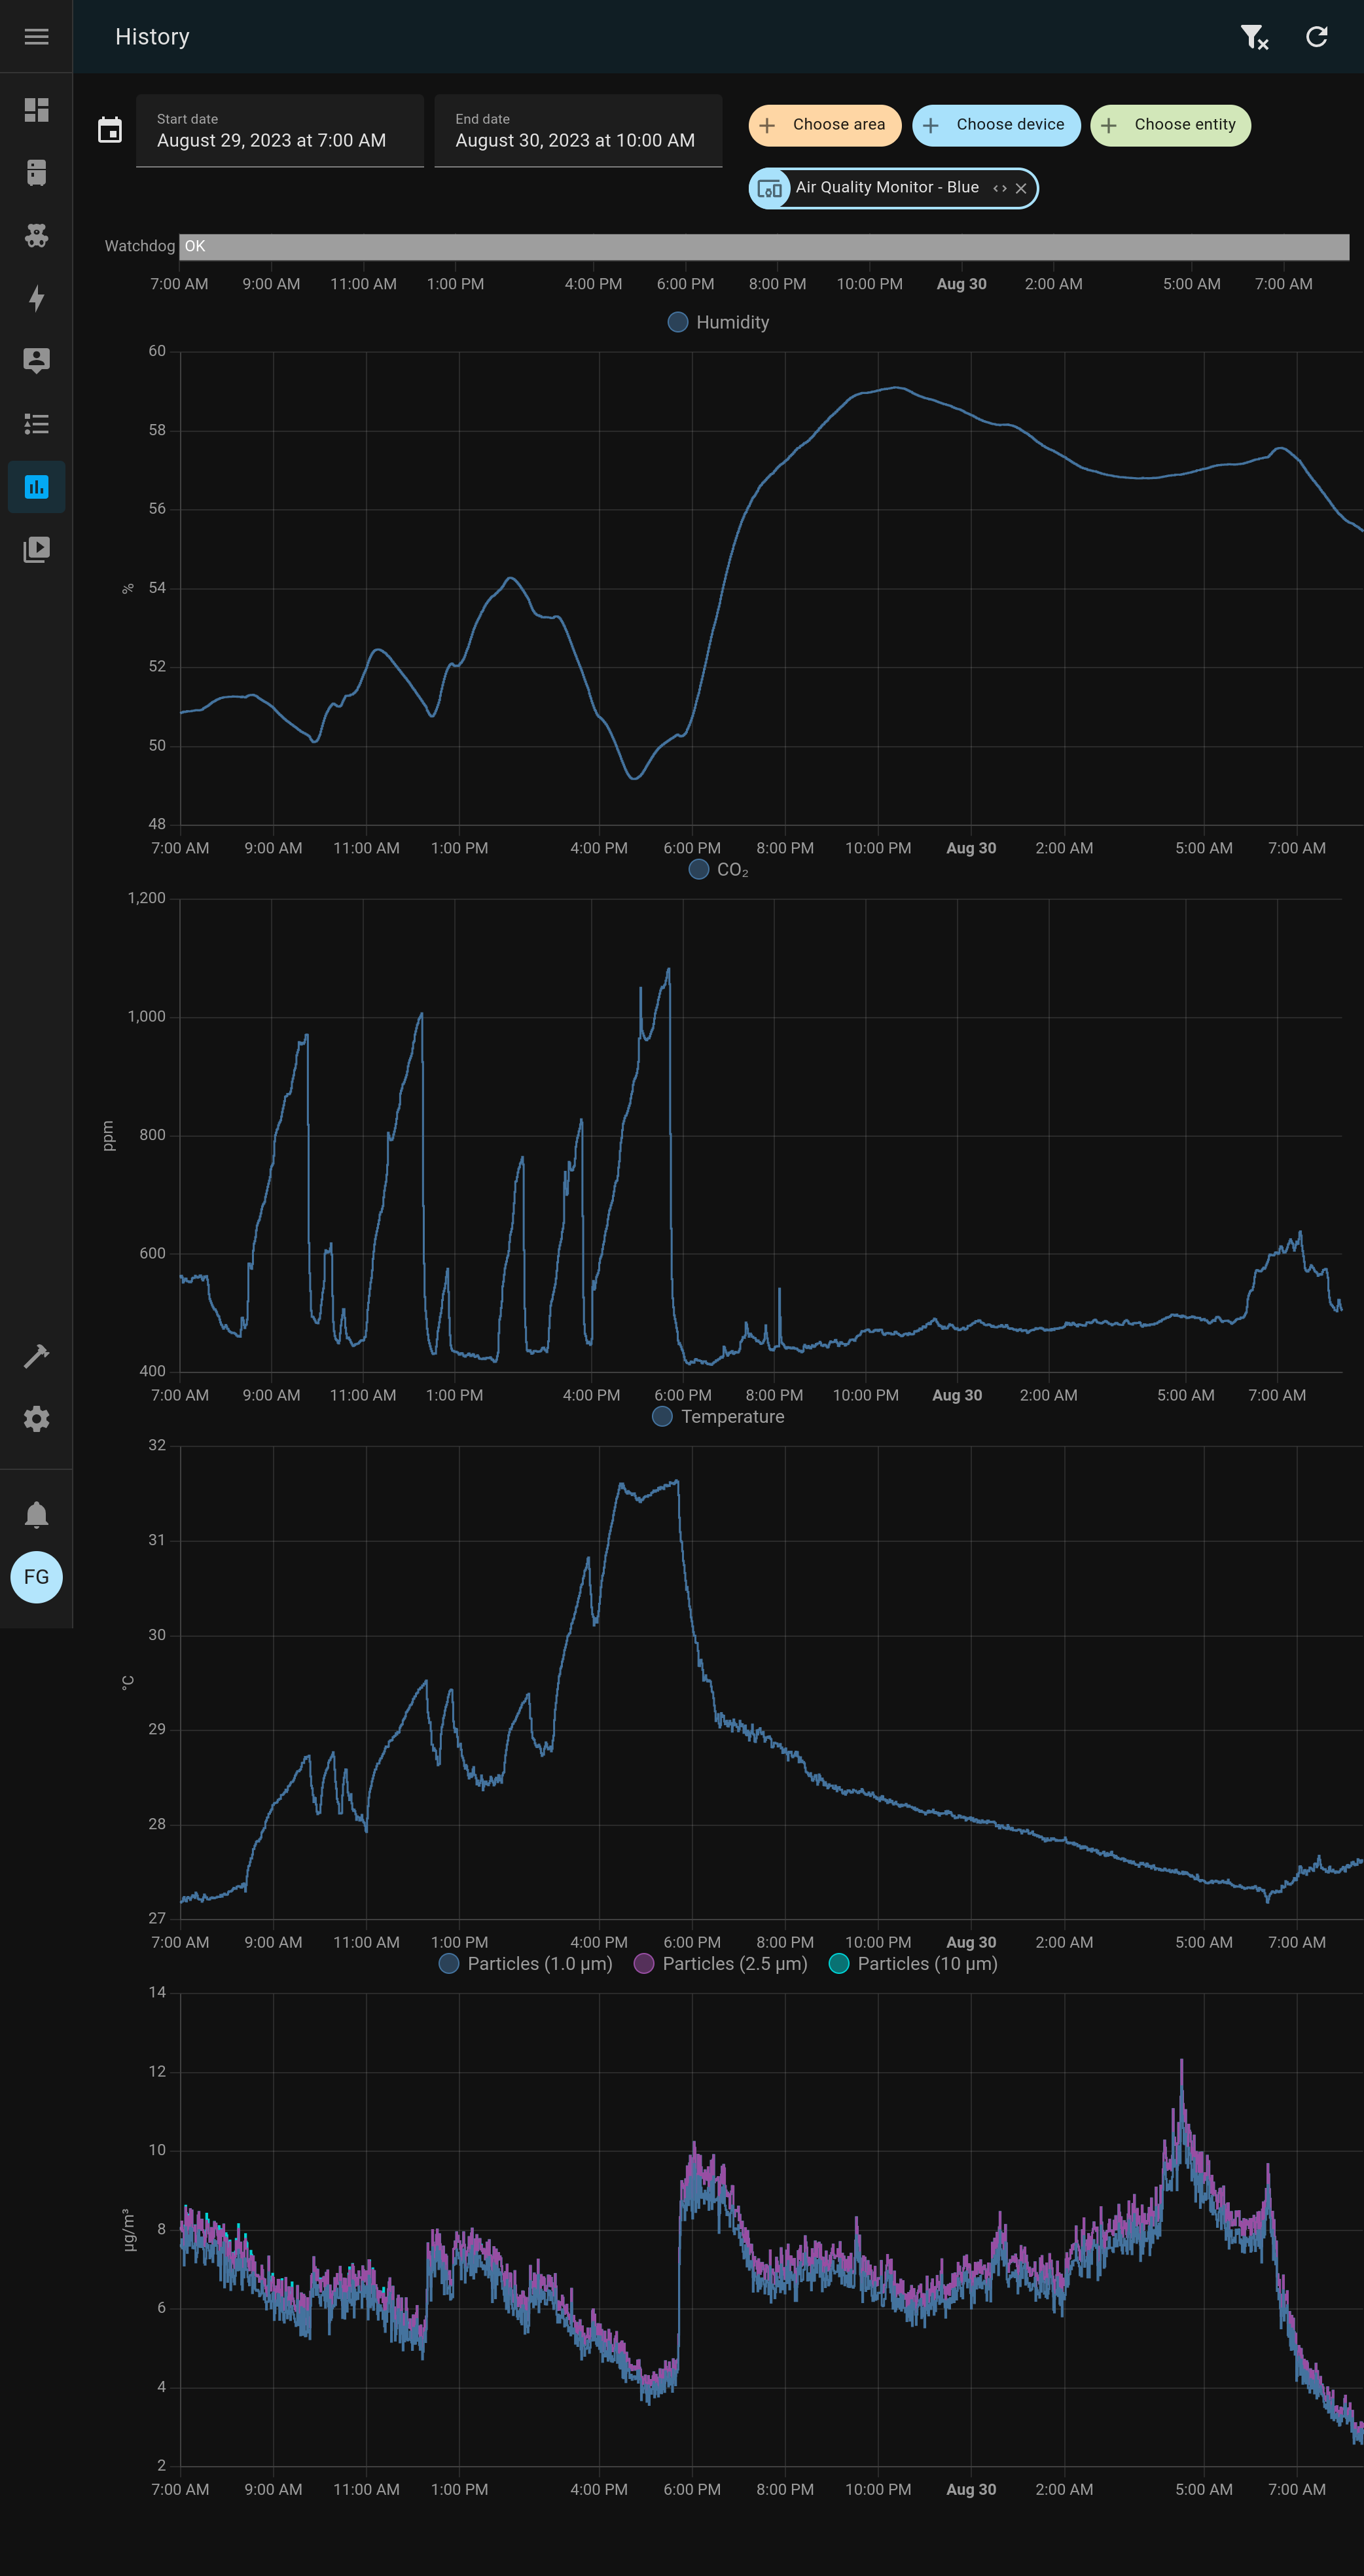 History
Start date
August 29, 2023 at 7:00 AM
End date
August 30, 2023 at 10:00 AM
Choose area
Choose device
Choose entity
Air Quality Monitor - Blue
Watchdog
OK
7:00 AM 9:00 AM 11:00 AM 1:00 PM 4:00 PM 6:00 PM 8:00 PM 10:00 PM Aug 30 2:00 AM 5:00 AM 7:00 AM
Humidity
60
58
56
54
%
52
50
48
7:00 AM 9:00 AM 11:00 AM 1:00 PM 4:00 PM 6:00 PM 8:00 PM 10:00 PM Aug 30 2:00 AM 5:00 AM 7:00 AM
CO₂
1,200
1,000
800
ppm
600
400
7:00 AM 9:00 AM 11:00 AM 1:00 PM 4:00 PM 6:00 PM 8:00 PM 10:00 PM Aug 30 2:00 AM 5:00 AM 7:00 AM
Temperature
32
31
30
°C
29
28
27
FG
7:00 AM 9:00 AM 11:00 AM 1:00 PM 4:00 PM 6:00 PM 8:00 PM 10:00 PM Aug 30 2:00 AM 5:00 AM 7:00 AM
Particles (1.0 μm) Particles (2.5 μm) Particles (10 μm)
14
12
10
8
μg/m³
6
4
2
7:00 AM 9:00 AM 11:00 AM 1:00 PM 4:00 PM 6:00 PM 8:00 PM 10:00 PM Aug 30 2:00 AM 5:00 AM 7:00 AM